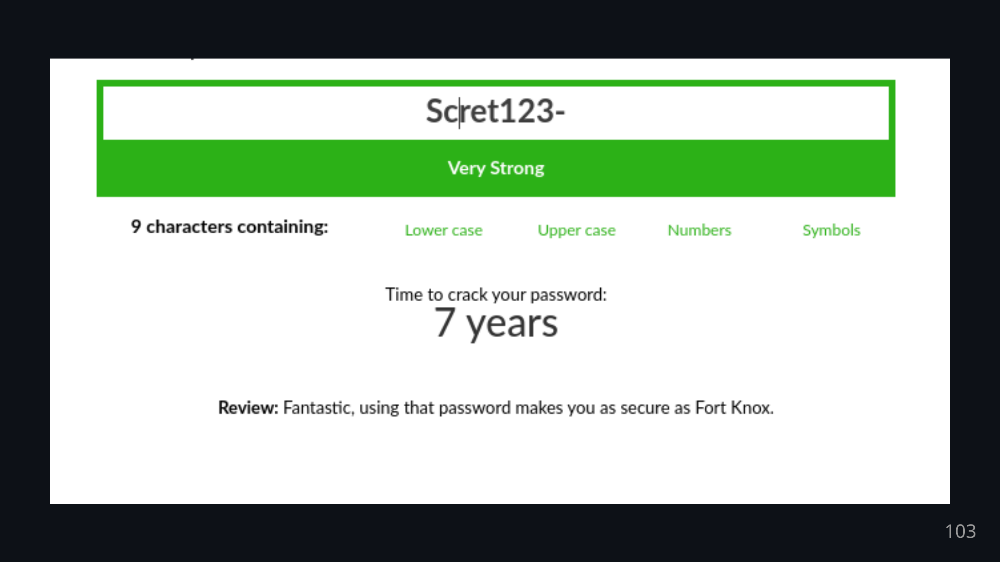 Scret123-
Very Strong
9 characters containing:
Lower case
Upper case
Numbers
Symbols
Time to crack your password:
7 years
Review: Fantastic, using that password makes you as secure as Fort Knox.
103